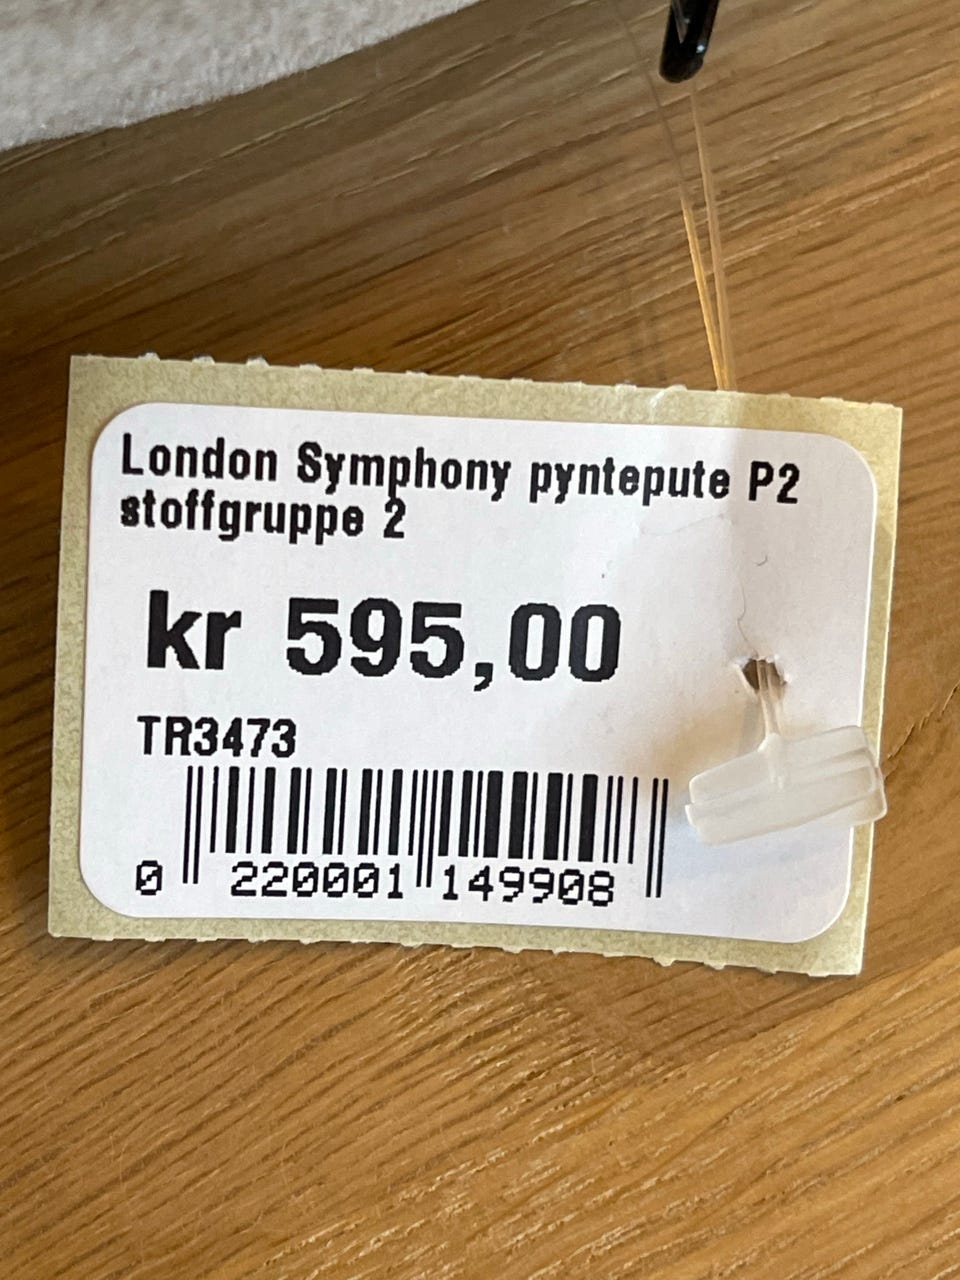 London Symphony pyntepute P2
stoffgruppe 2
kr 595,00
TR3473
0 220001 149908